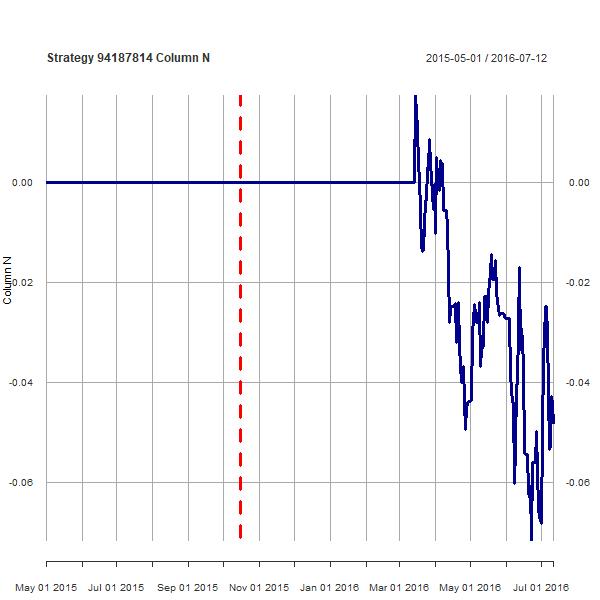 Strategy 94187814 Column N
2015-05-01 / 2016-07-12
0.00
0.00
-0.02
-0.02
-0.04
-0.04
-0.06
-0.06
Column N
May 01 2015
Jul 01 2015
Sep 01 2015
Nov 01 2015
Jan 01 2016
Mar 01 2016
May 01 2016
Jul 01 2016